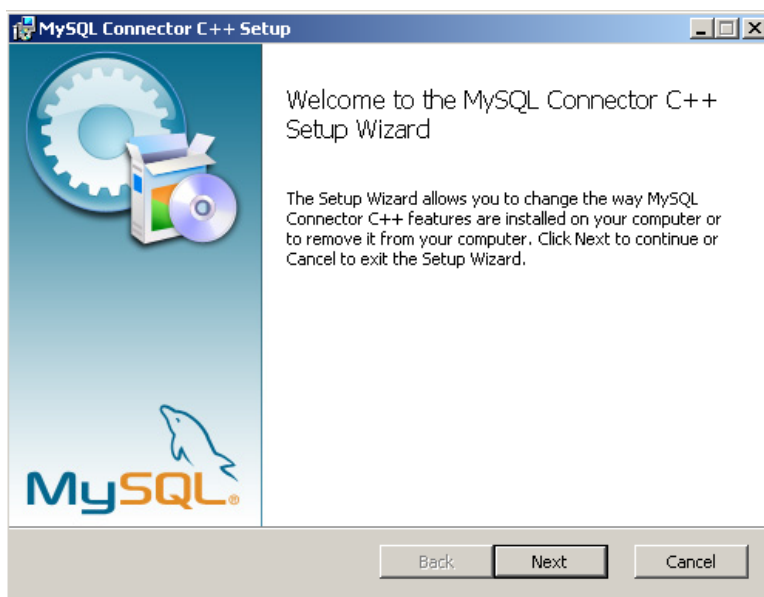 MySQL Connector C++ Setup
Welcome to the MySQL Connector C++
Setup Wizard
The Setup Wizard allows you to change the way MySQL
Connector C++ features are installed on your computer or
to remove it from your computer. Click Next to continue or
Cancel to exit the Setup Wizard.
MySQL®
Back
Next
Cancel